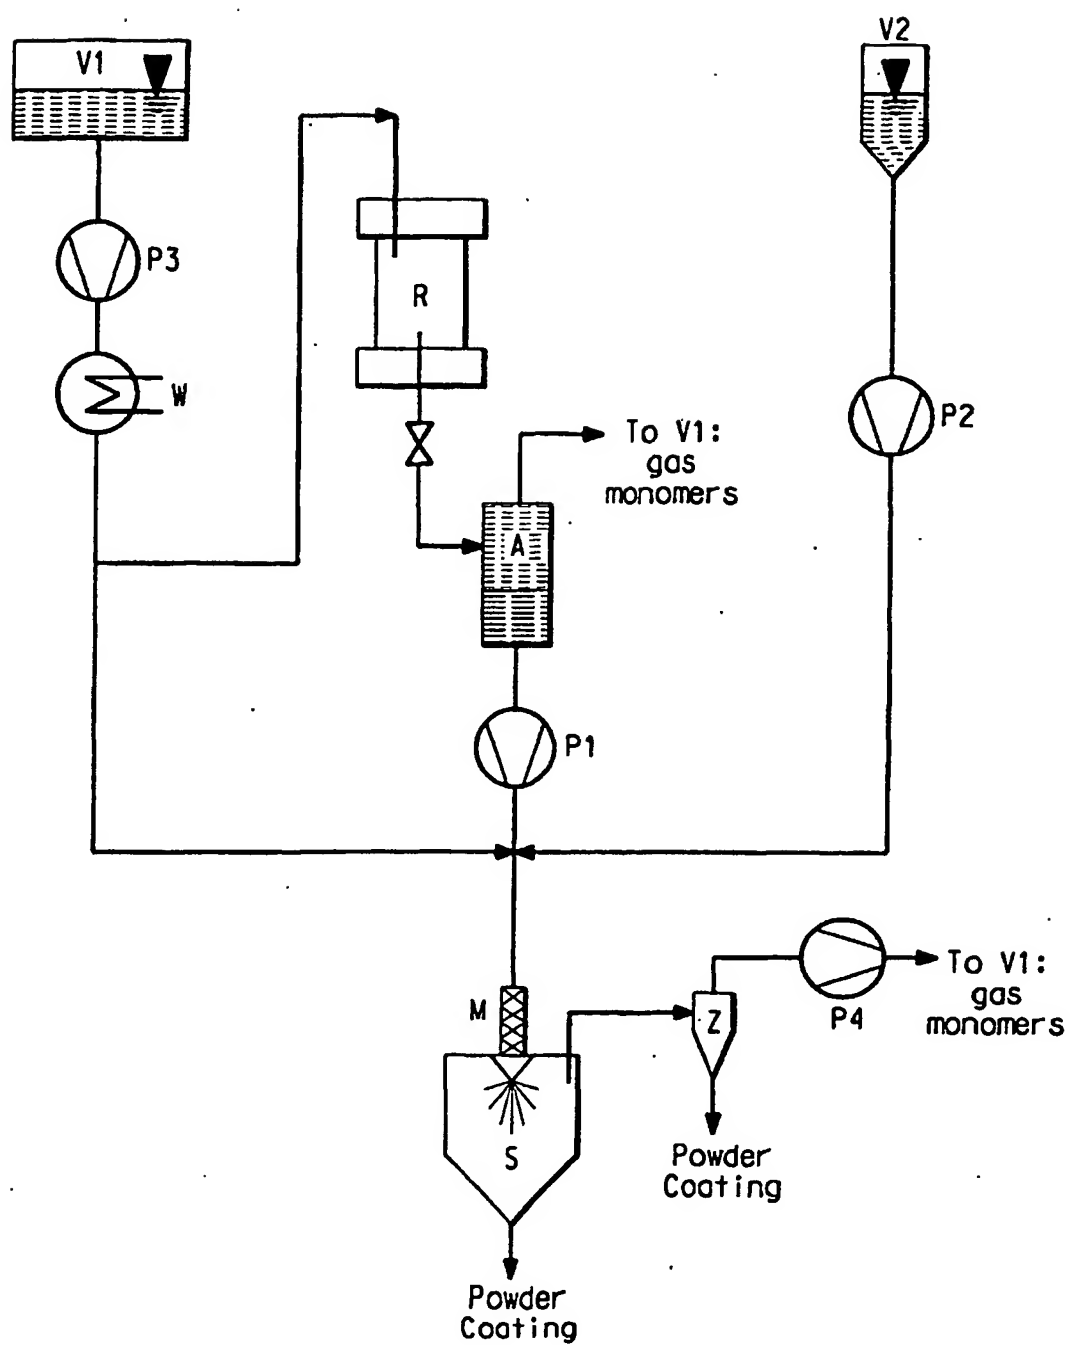 V1
V2
P3
R
W
P2
To V1:
gas
monomers
A
P1
To V1:
gas
monomers
M
Z
P4
S
Powder
Coating
Powder
Coating